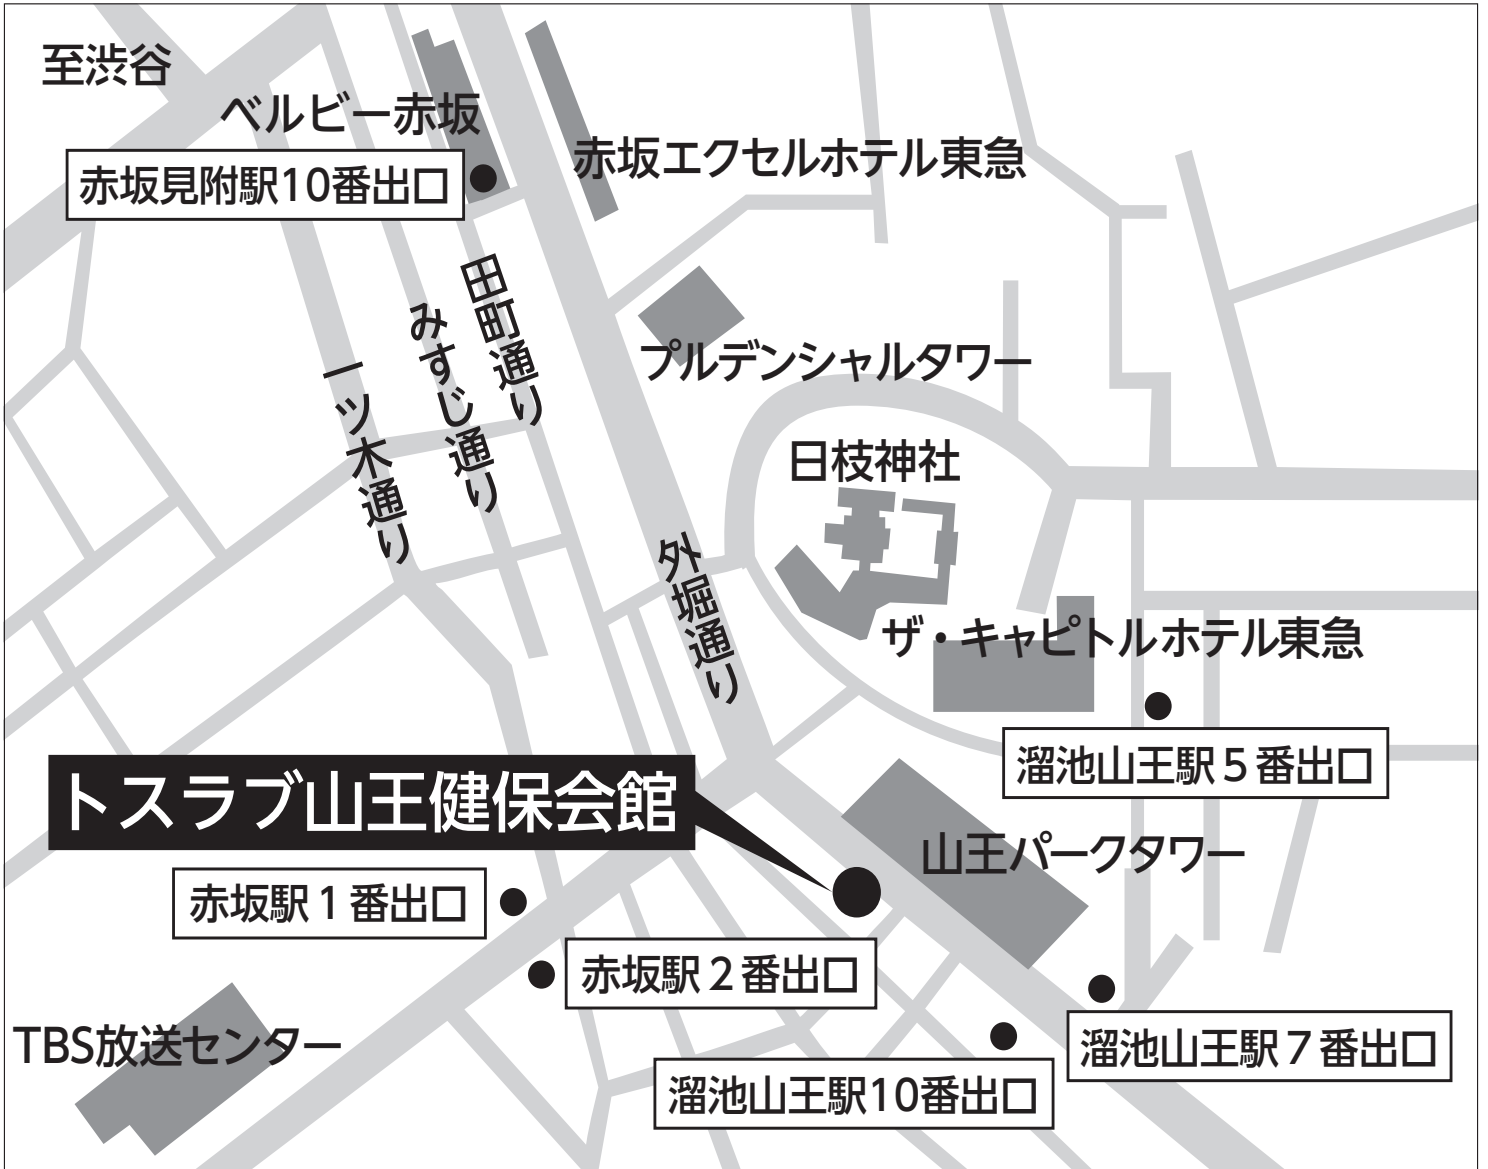 至渋谷
ベルビー赤坂
赤坂見附駅10番出口
赤坂エクセルホテル東急
田町通り
みすじ通り
一ツ木通り
プルデンシャルタワー
日枝神社
外堀通り
ザ・キャピトルホテル東急
溜池山王駅5番出口
トスラブ山王健保会館
山王パークタワー
赤坂駅1番出口
赤坂駅2番出口
TBS放送センター
溜池山王駅7番出口
溜池山王駅10番出口